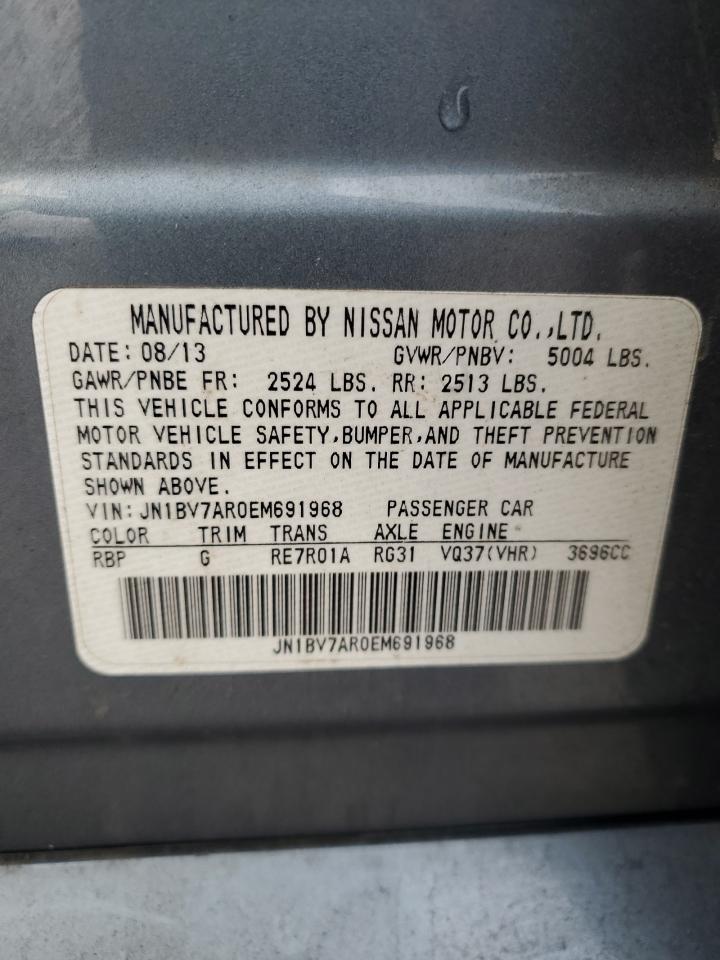 MANUFACTURED BY NISSAN MOTOR CO.,LTD.
DATE: 08/13 GVWR/PNBV: 5004 LBS.
GAWR/PNBE FR: 2524 LBS. RR: 2513 LBS.
THIS VEHICLE CONFORMS TO ALL APPLICABLE FEDERAL
MOTOR VEHICLE SAFETY,BUMPER,AND THEFT PREVENTION
STANDARDS IN EFFECT ON THE DATE OF MANUFACTURE
SHOWN ABOVE.
VIN: JN1BV7AR0EM691968 PASSENGER CAR
COLOR TRIM TRANS AXLE ENGINE
RBP G RE7R01A RG31 VQ37(VHR) 3696CC
JN1BV7AR0EM691968